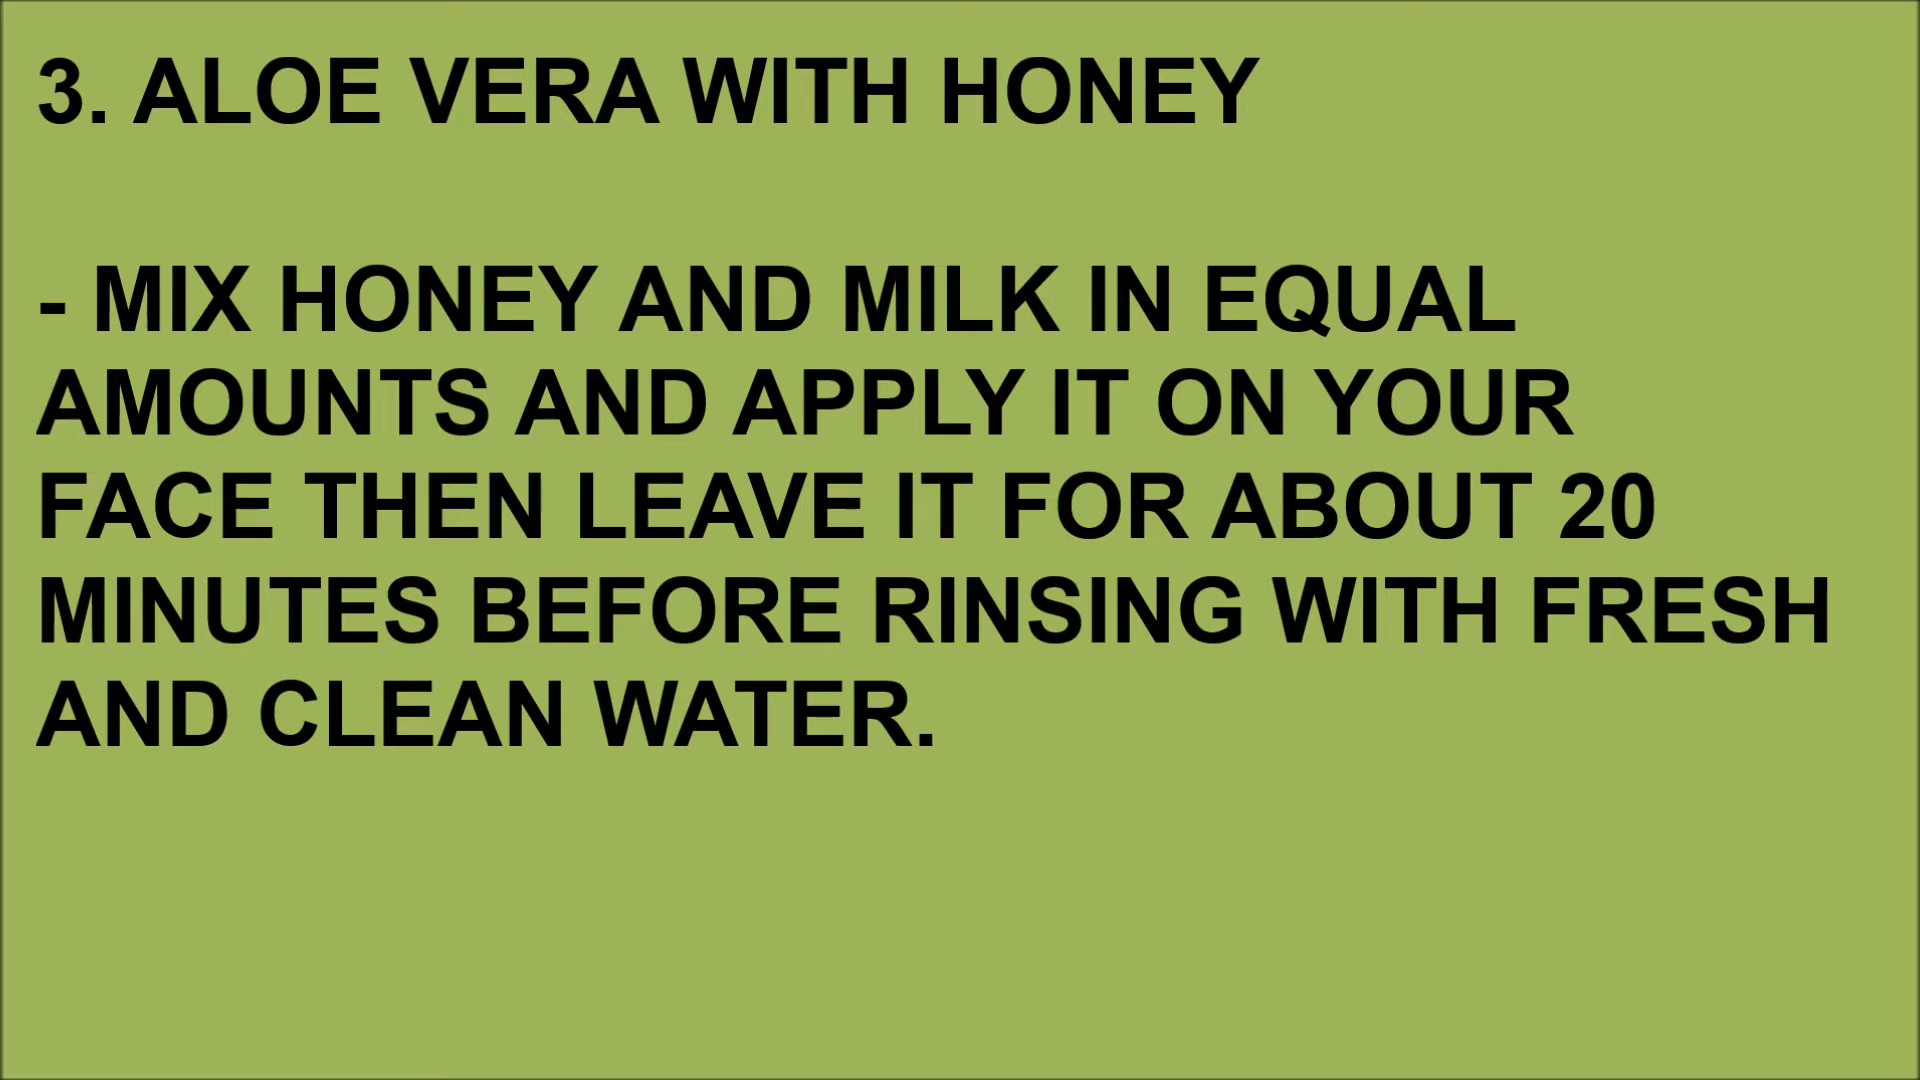 3. ALOE VERA WITH HONEY
- MIX HONEY AND MILK IN EQUAL
AMOUNTS AND APPLY IT ON YOUR
FACE THEN LEAVE IT FOR ABOUT 20
MINUTES BEFORE RINSING WITH FRESH
AND CLEAN WATER.